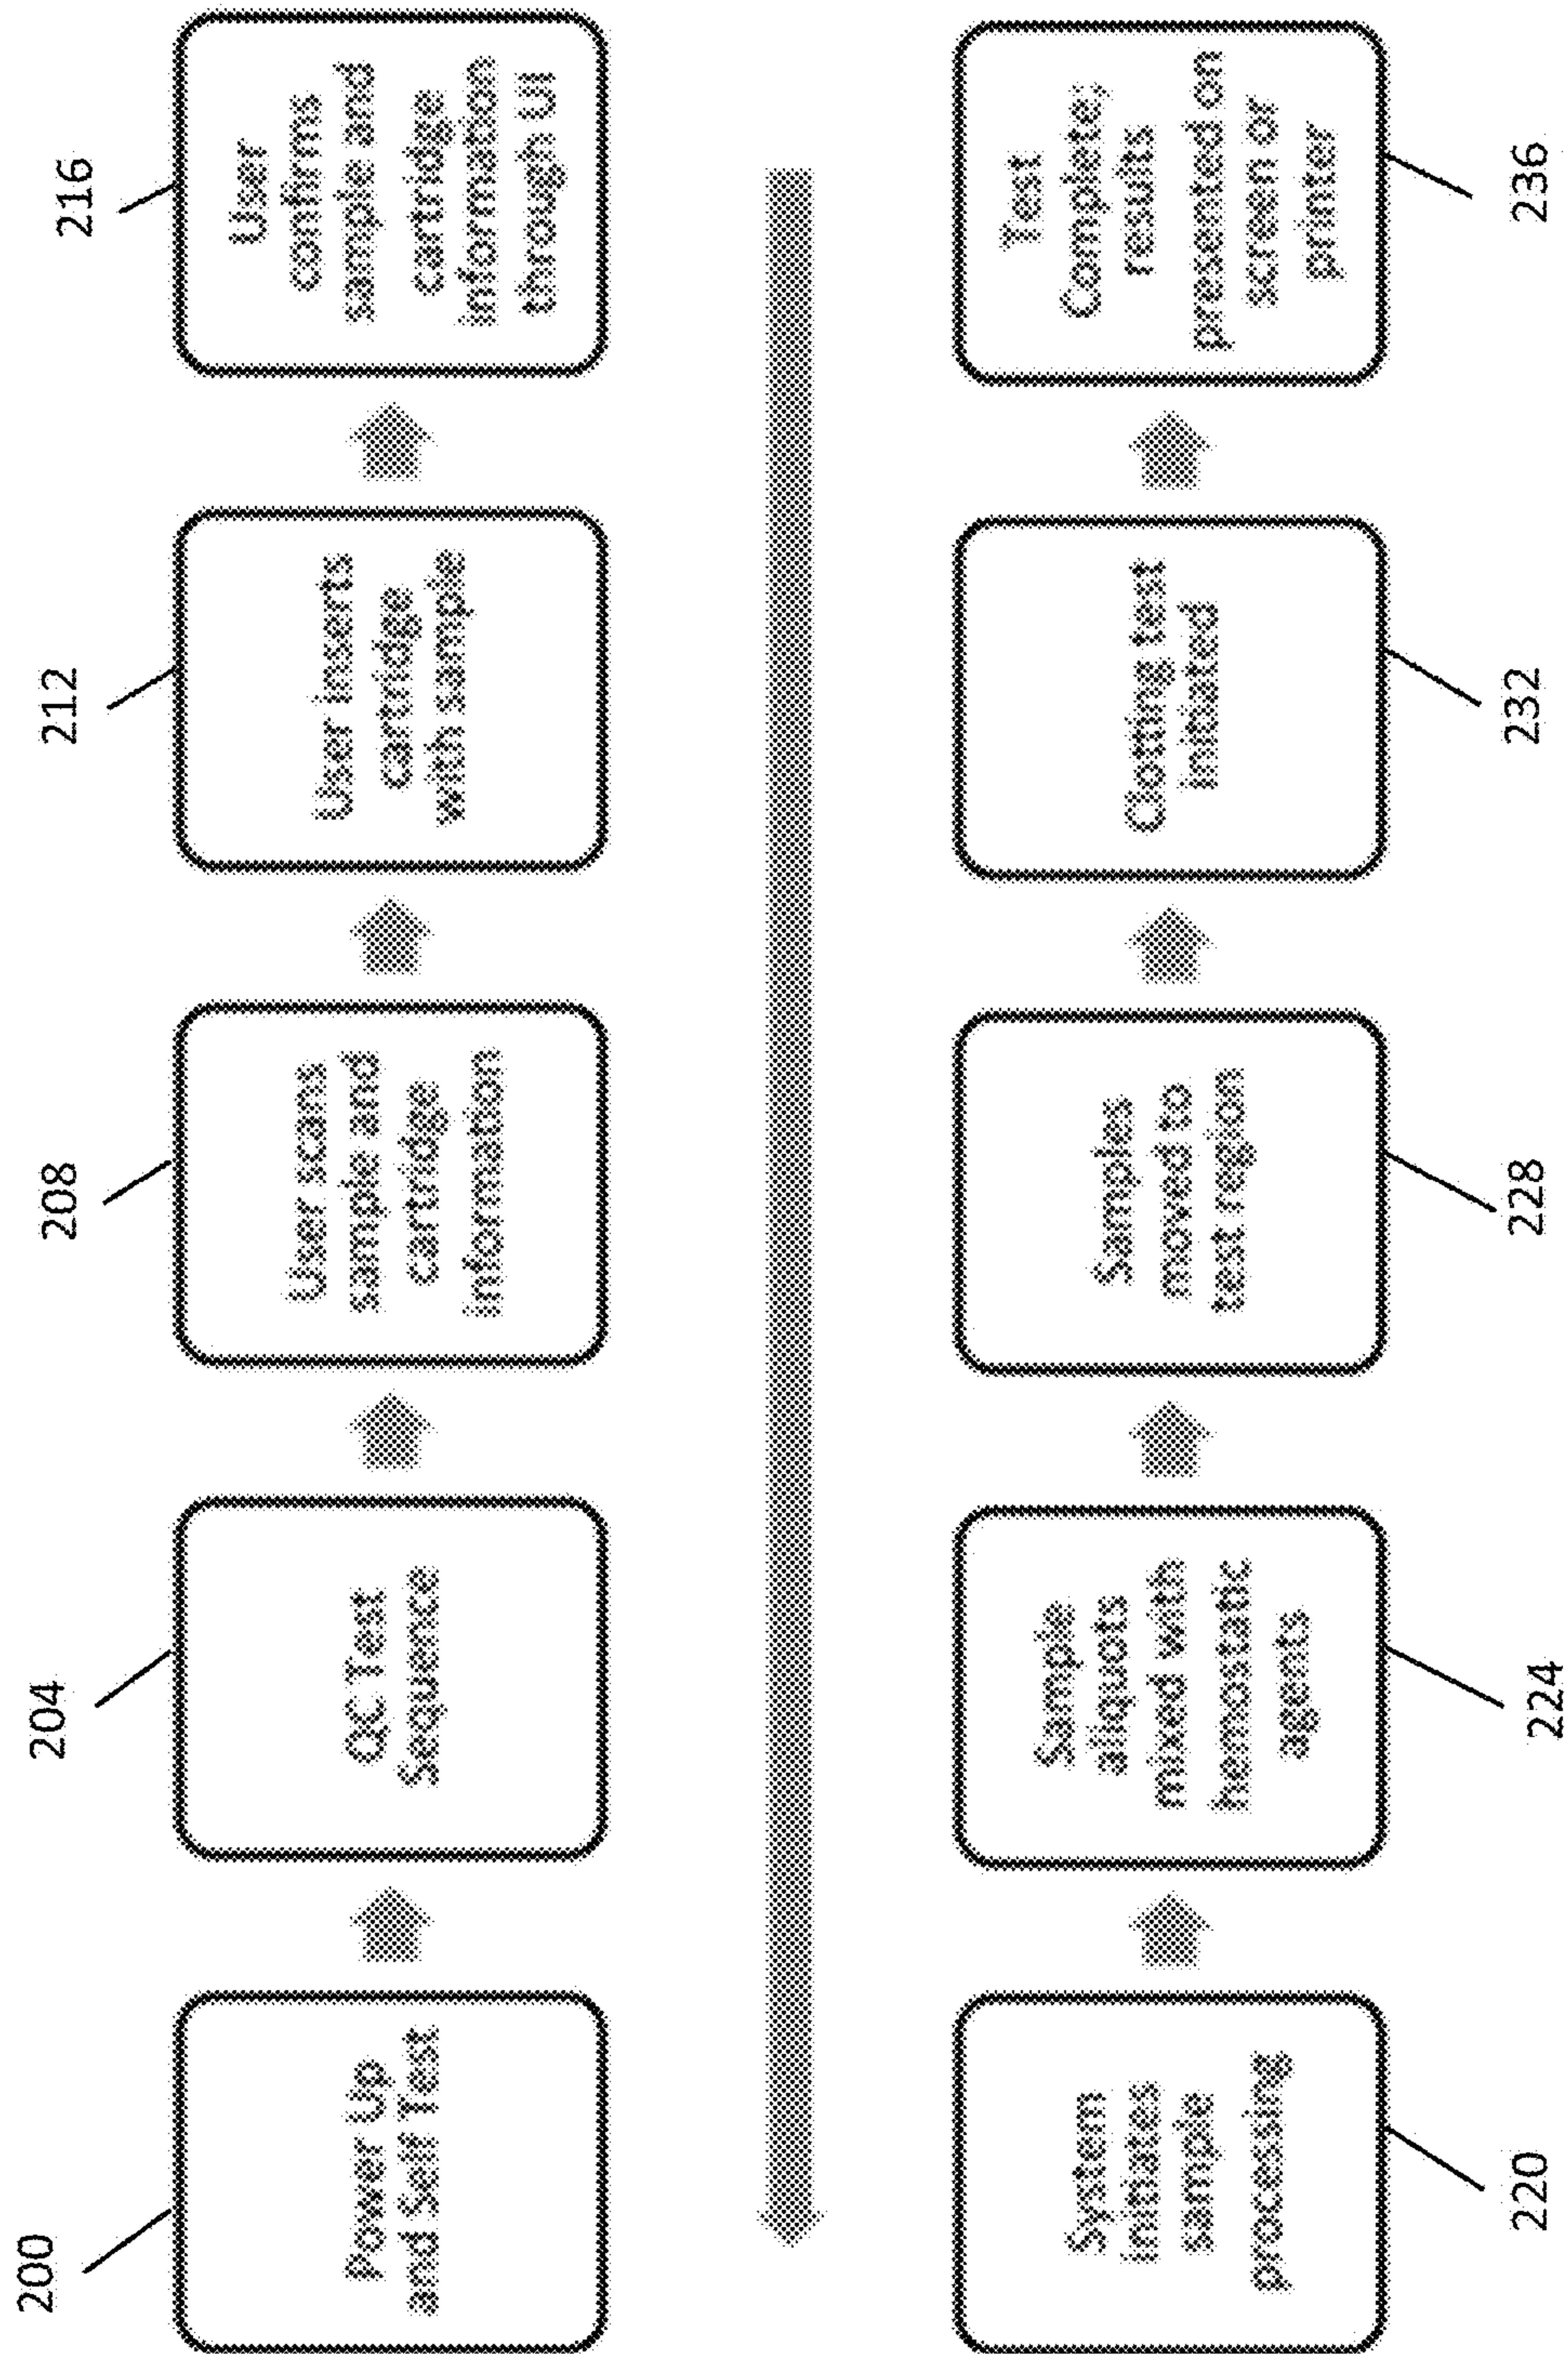 200
Power Up
and Self Test
204
QC Test
Sequence
208
User scans
sample and
cartridge
information
212
User inserts
cartridge
with sample
216
User
confirms
sample and
cartridge
information
through UI
System
initiates
sample
processing
220
Sample
aliquots
mixed with
hemostatic
agents
224
Samples
moved to
test region
228
Clotting test
initiated
232
Test
Complete;
results
presented on
screen or
printer
236